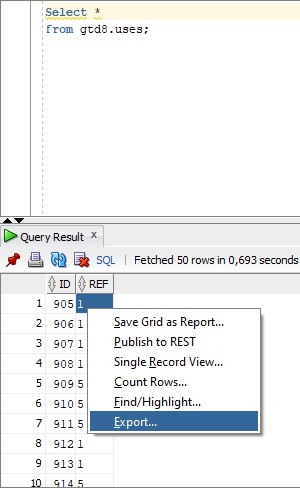 Select *
from gtd8.uses;
Query Result x
SQL | Fetched 50 rows in 0,693 seconds
ID REF
1 905 1
2 906 1
3 907 1
4 908 1
5 909 5
6 910 5
7 911 5
8 912 1
9 913 1
10 914 5
Save Grid as Report...
Publish to REST
Single Record View...
Count Rows...
Find/Highlight...
Export...